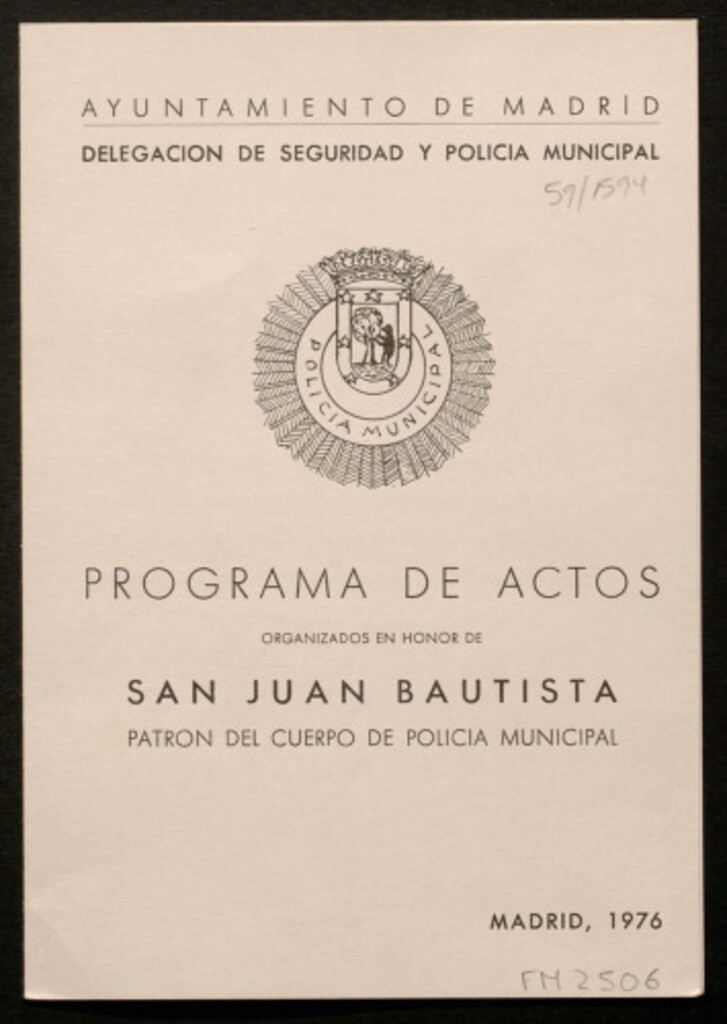 AYUNTAMIENTO DE MADRID
DELEGACION DE SEGURIDAD Y POLICIA MUNICIPAL
59/1594
POLICIA MUNICIPAL
PROGRAMA DE ACTOS
ORGANIZADOS EN HONOR DE
SAN JUAN BAUTISTA
PATRON DEL CUERPO DE POLICIA MUNICIPAL
MADRID, 1976
FM 2506